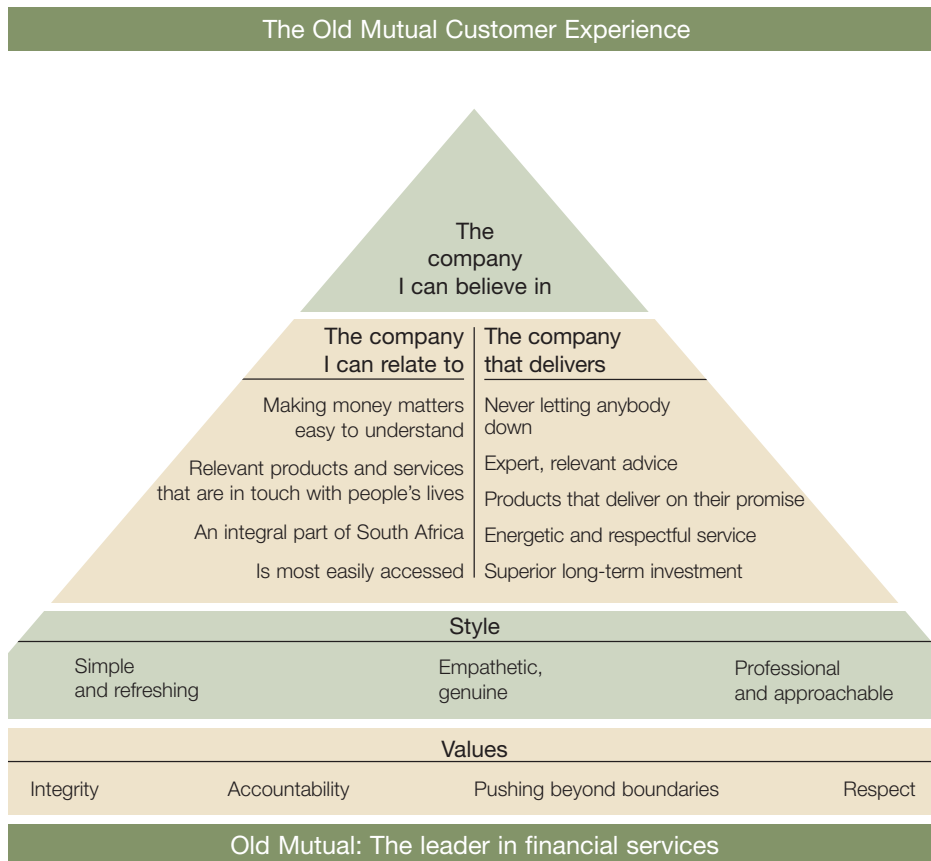 The Old Mutual Customer Experience
The
company
I can believe in
The company
I can relate to
Making money matters
easy to understand
Relevant products and services
that are in touch with people's lives
An integral part of South Africa
Is most easily accessed
The company
that delivers
Never letting anybody
down
Expert, relevant advice
Products that deliver on their promise
Energetic and respectful service
Superior long-term investment
Style
Simple
and refreshing
Empathetic,
genuine
Professional
and approachable
Values
Integrity
Accountability
Pushing beyond boundaries
Respect
Old Mutual: The leader in financial services